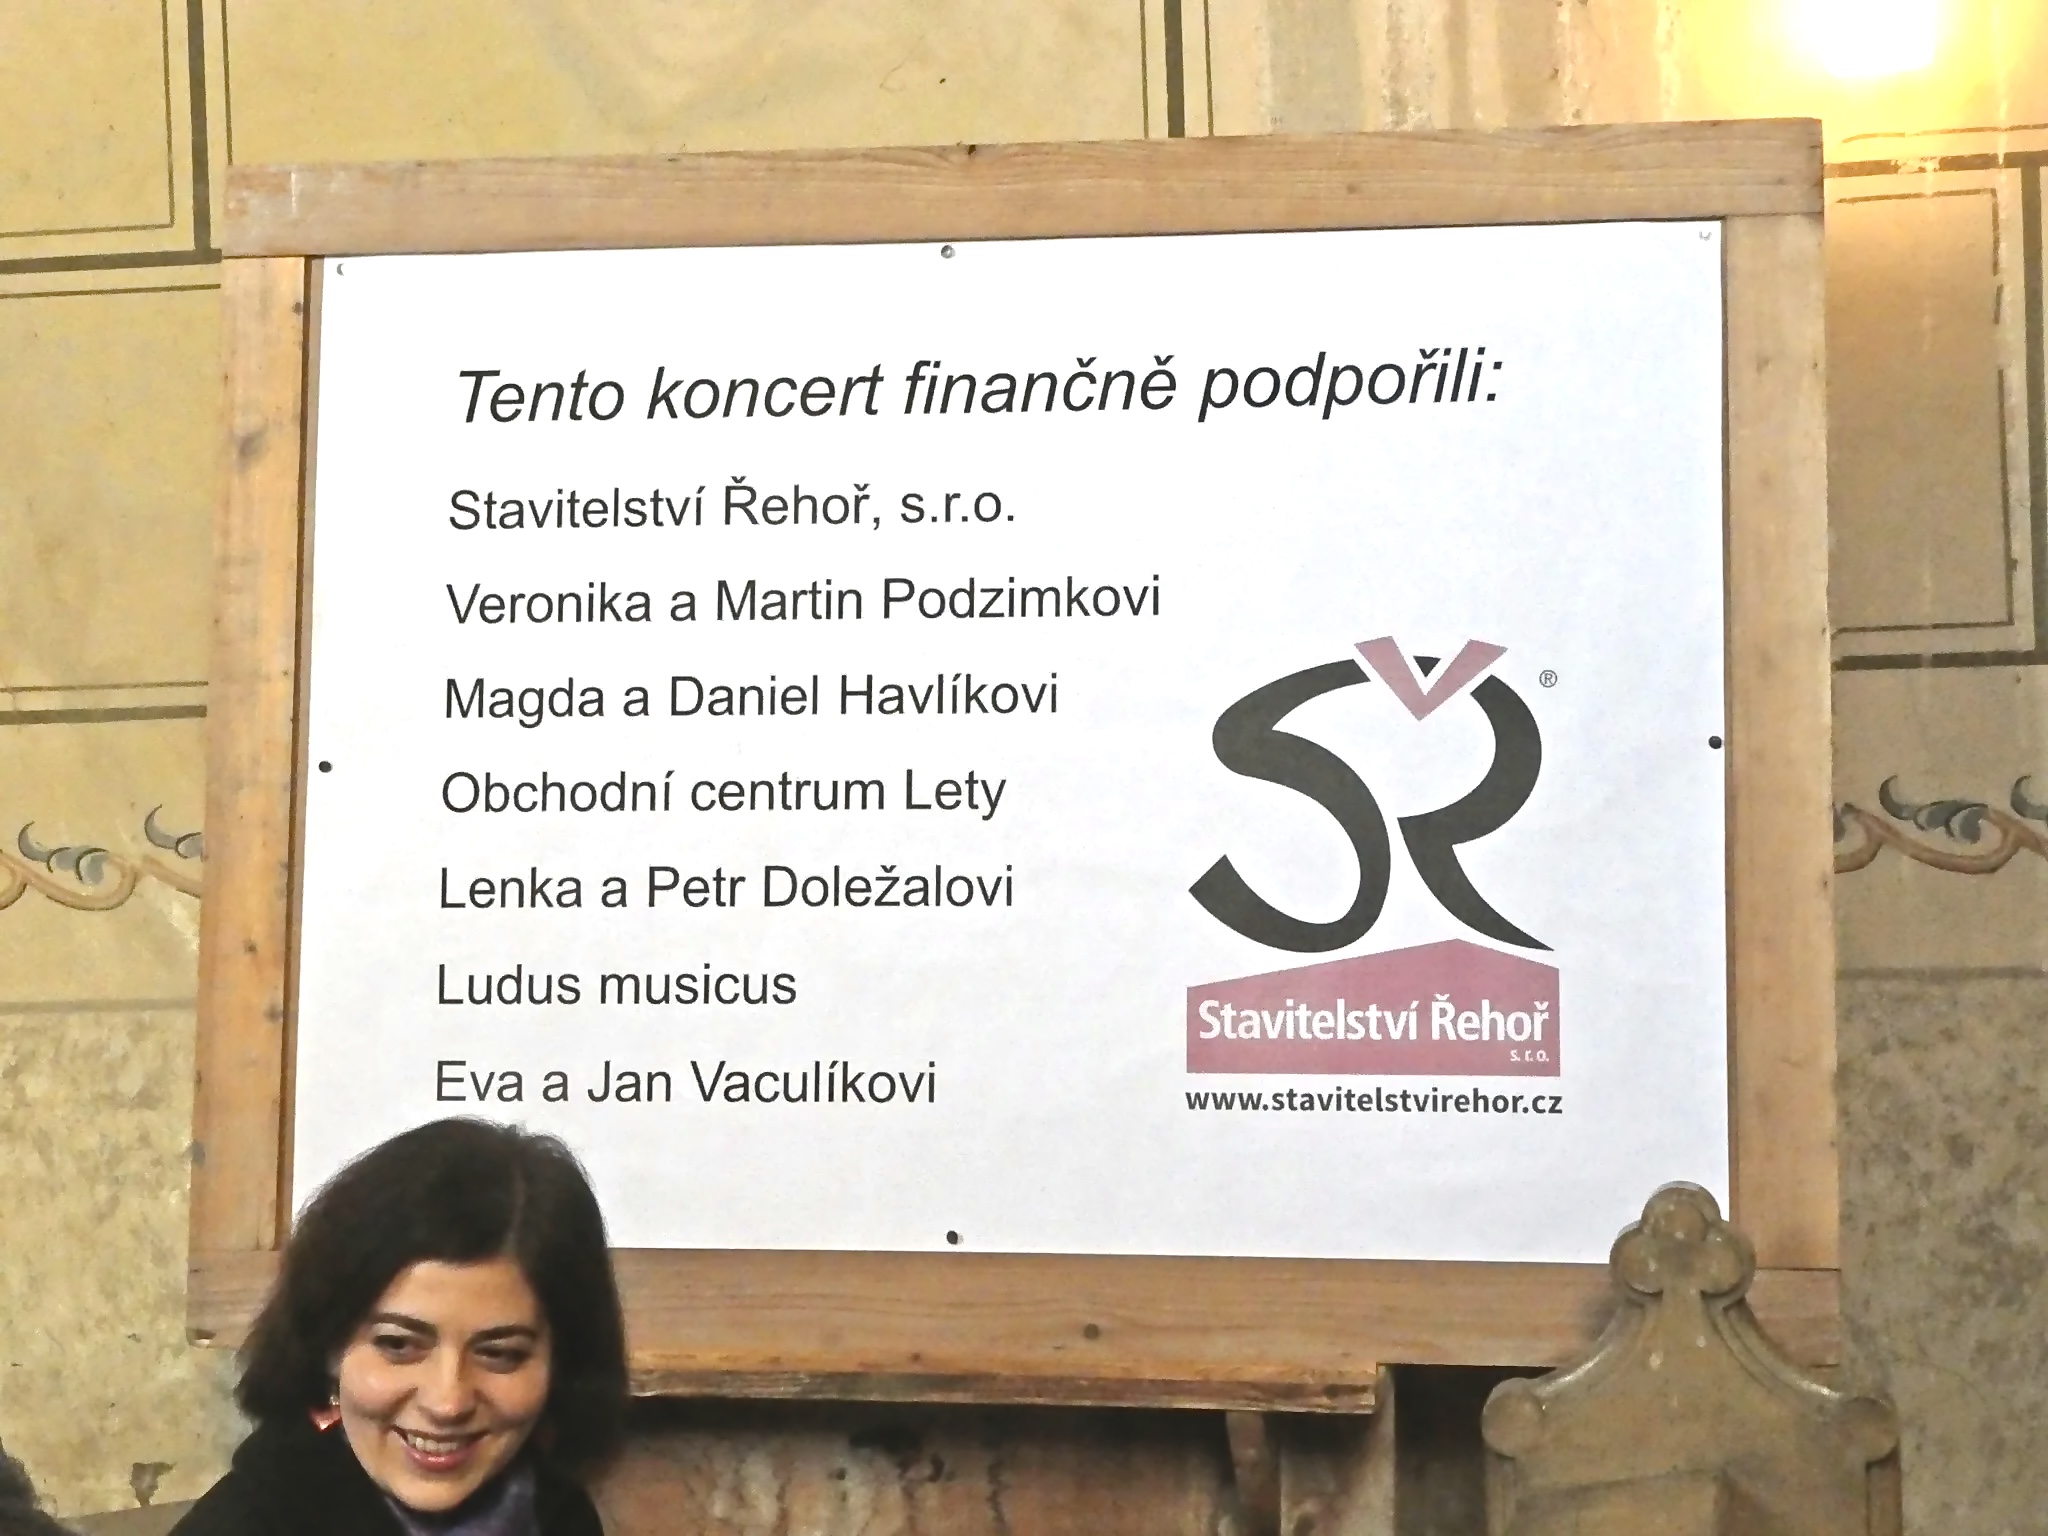 Tento koncert finančně podpořili:
Stavitelství Řehoř, s.r.o.
Veronika a Martin Podzimkovi
Magda a Daniel Havlíkovi
Obchodní centrum Lety
Lenka a Petr Doležalovi
Ludus musicus
Eva a Jan Vaculíkovi
SŘ ®
Stavitelství Řehoř
s.r.o.
www.stavitelstvirehor.cz